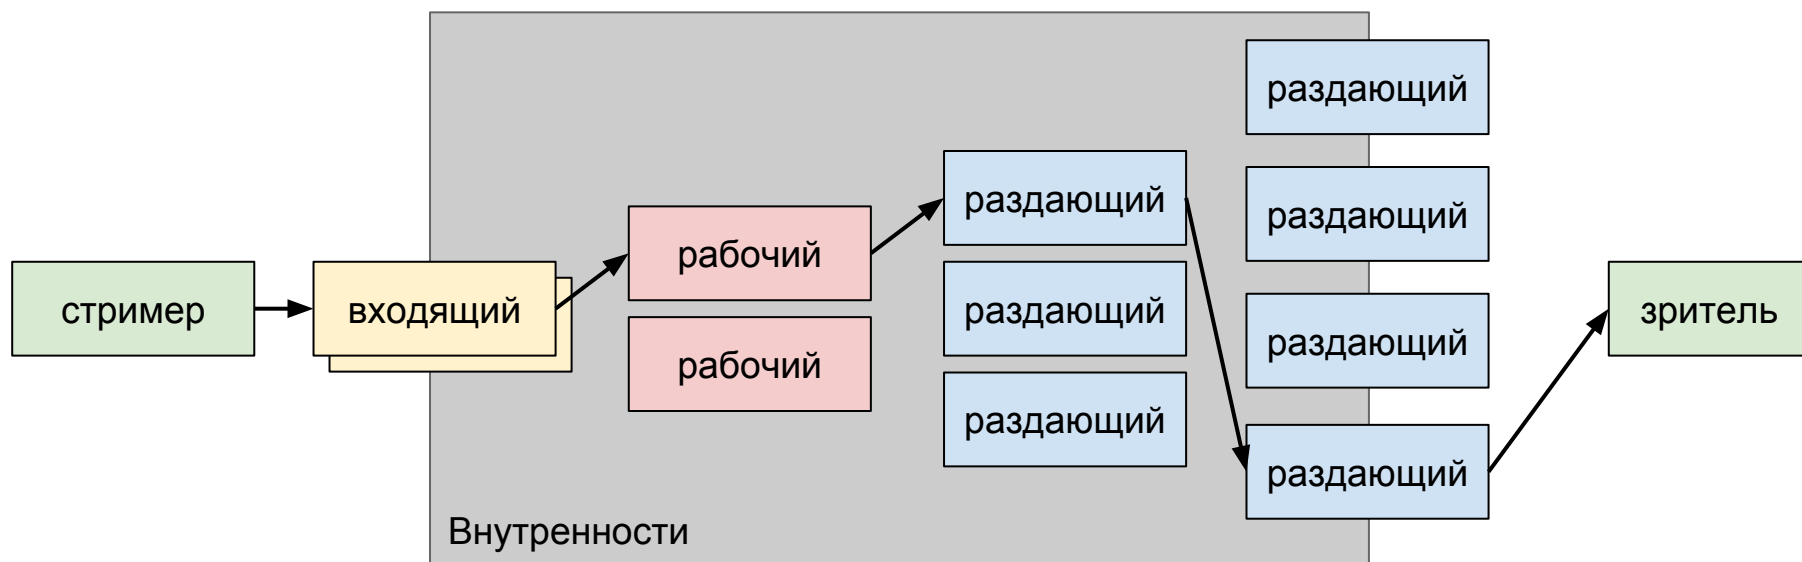 стример
входящий
рабочий
рабочий
раздающий
раздающий
раздающий
раздающий
раздающий
раздающий
раздающий
зритель
Внутренности